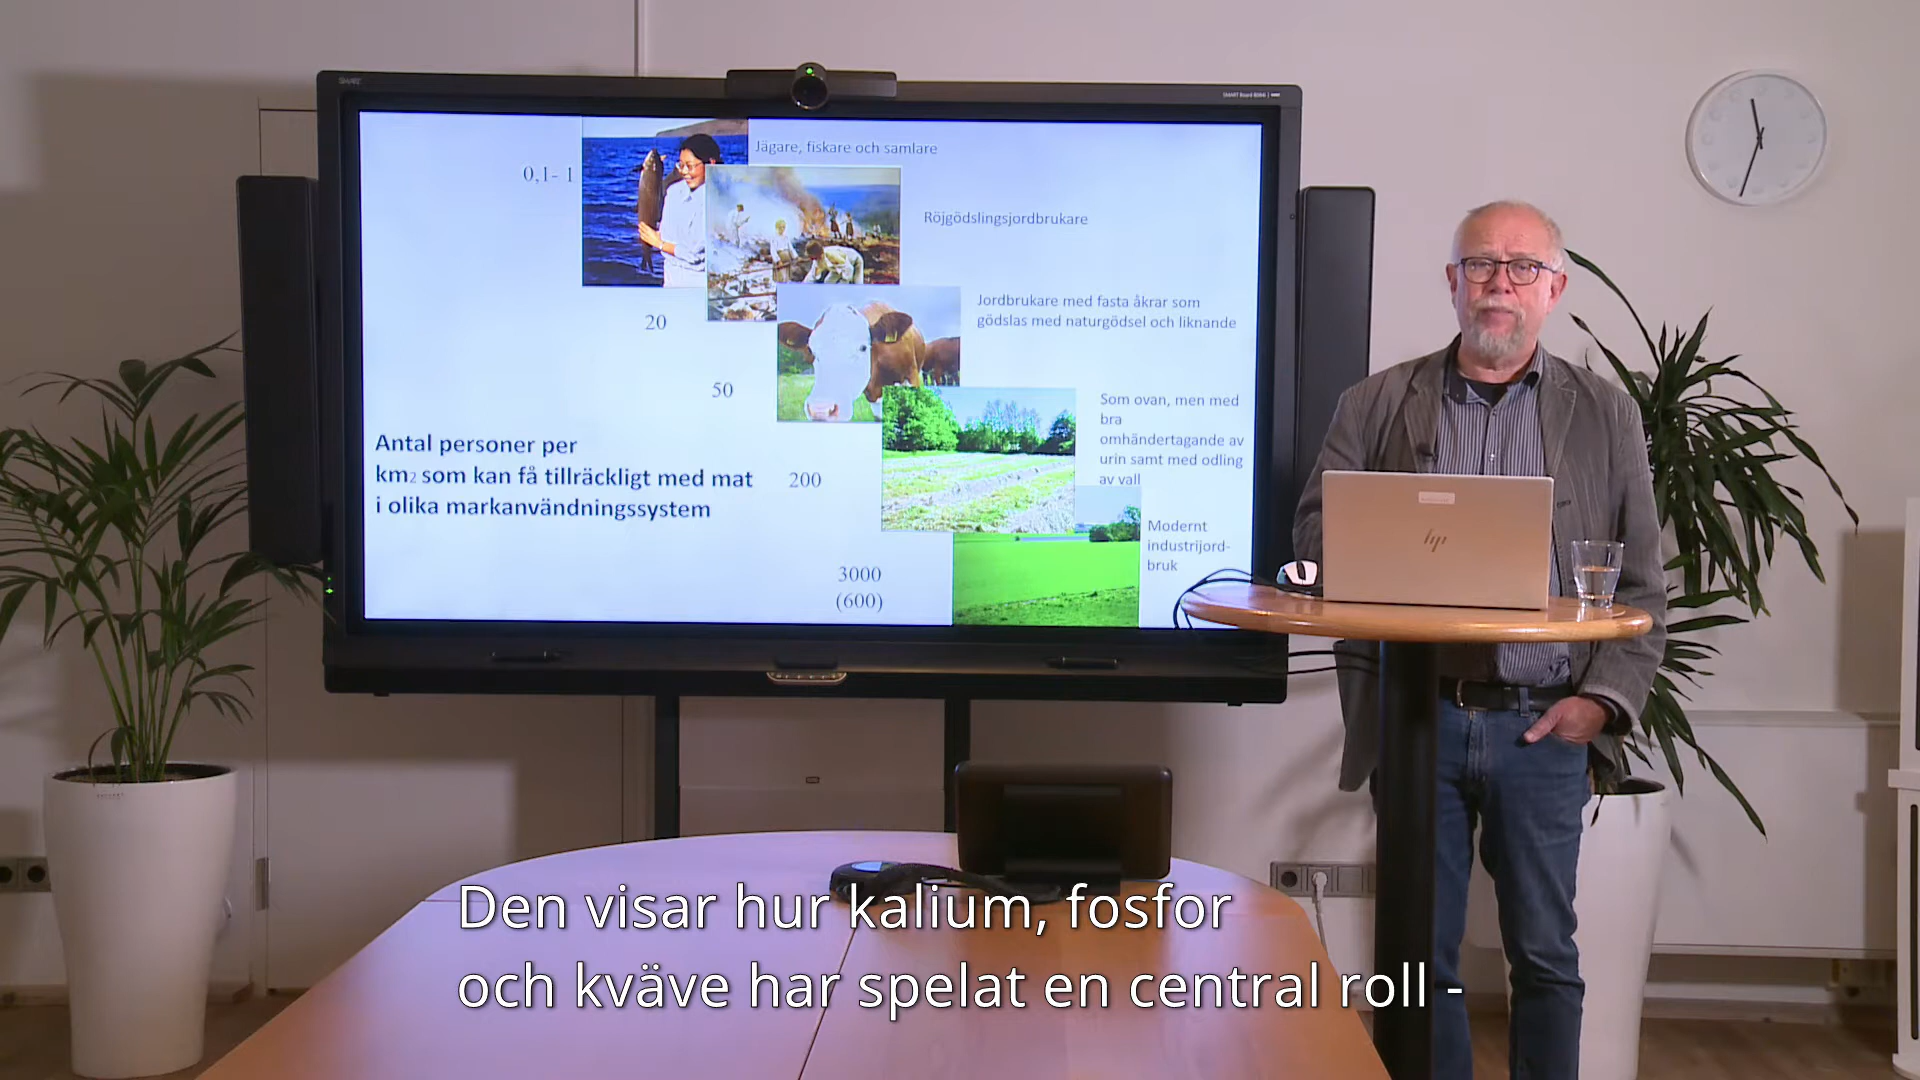 SMART
Jägare, fiskare och samlare
0,1- 1
Röjgödslingsjordbrukare
Jordbrukare med fasta åkrar som
gödslas med naturgödsel och liknande
20
50
Som ovan, men med
bra
omhändertagande av
urin samt med odling
av vall
Antal personer per
km2 som kan få tillräckligt med mat
i olika markanvändningssystem
200
Modernt
industrijord-
bruk
3000
(600)
hp
Den visar hur kalium, fosfor
och kväve har spelat en central roll -